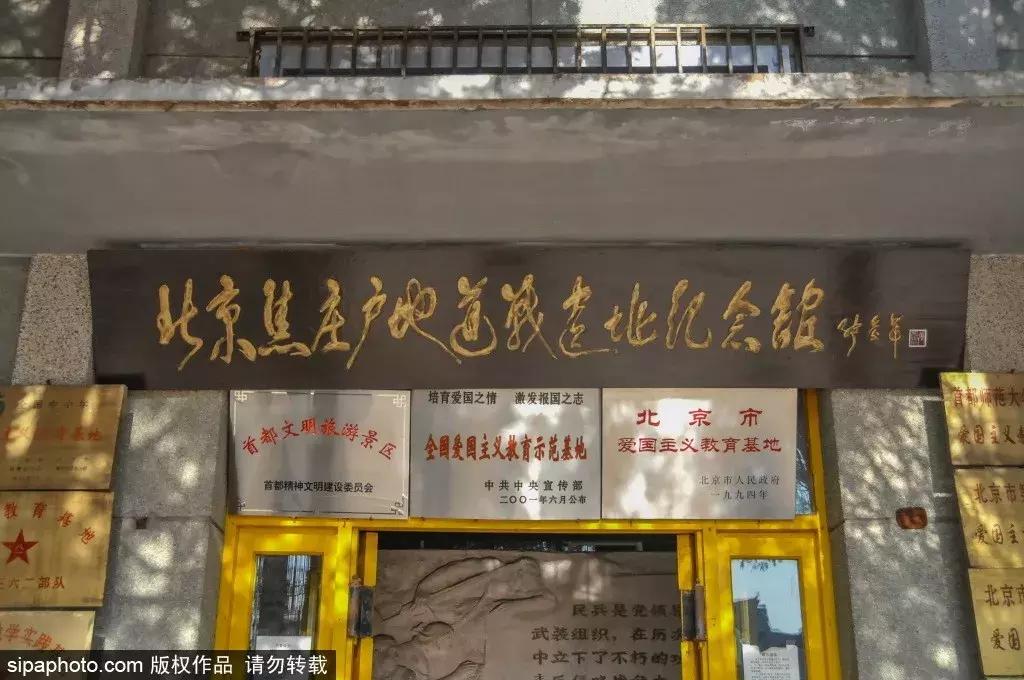 北京焦庄户地道战遗址纪念馆
首都文明旅游景区
首都精神文明建设委员会
培育爱国之情 激发报国之志
全国爱国主义教育示范基地
中共中央宣传部
二〇〇一年六月公布
北京市
爱国主义教育基地
北京市人民政府
一九九四年
教育基地
六二部队
学实践
首都师范大
北京市
爱国主
北京市
爱国
民兵是党领
武装组织，在历
中立下了不朽的
sipaphoto.com 版权作品 请勿转载